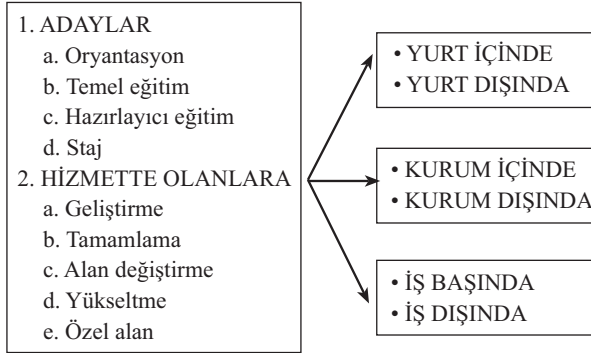 1. ADAYLAR
a. Oryantasyon
b. Temel eğitim
c. Hazırlayıcı eğitim
d. Staj
2. HİZMETTE OLANLARA
a. Geliştirme
b. Tamamlama
c. Alan değiştirme
d. Yükseltme
e. Özel alan
• YURT İÇİNDE
• YURT DIŞINDA
• KURUM İÇİNDE
• KURUM DIŞINDA
• İŞ BAŞINDA
• İŞ DIŞINDA